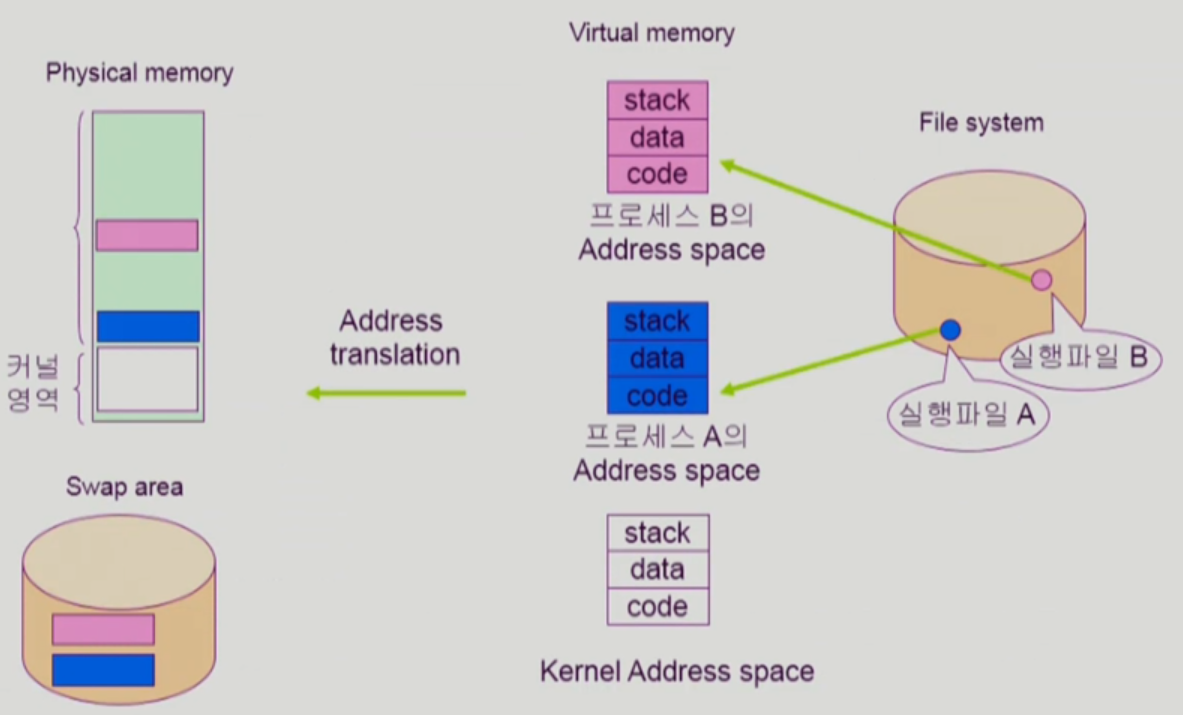 Virtual memory
Physical memory
stack
data
code
프로세스 B의
Address space
File system
실행파일 B
실행파일 A
Address
translation
stack
data
code
프로세스 A의
Address space
커널
영역
Swap area
stack
data
code
Kernel Address space